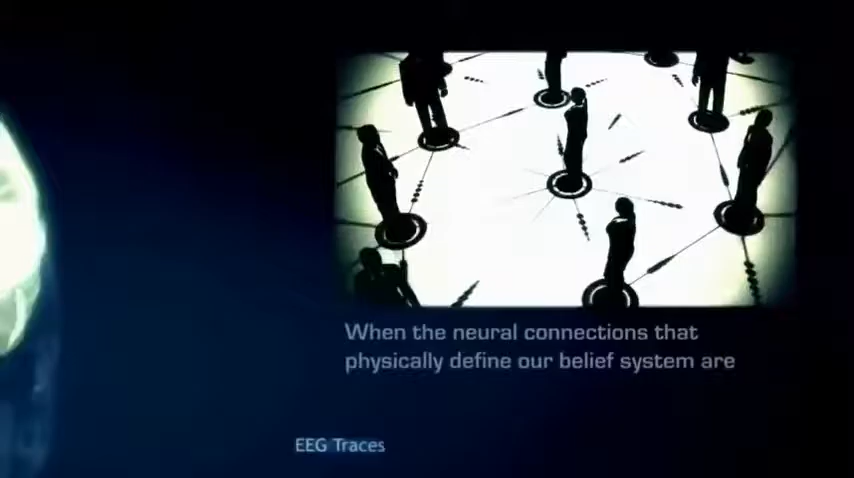 When the neural connections that
physically define our belief system are
EEG Traces